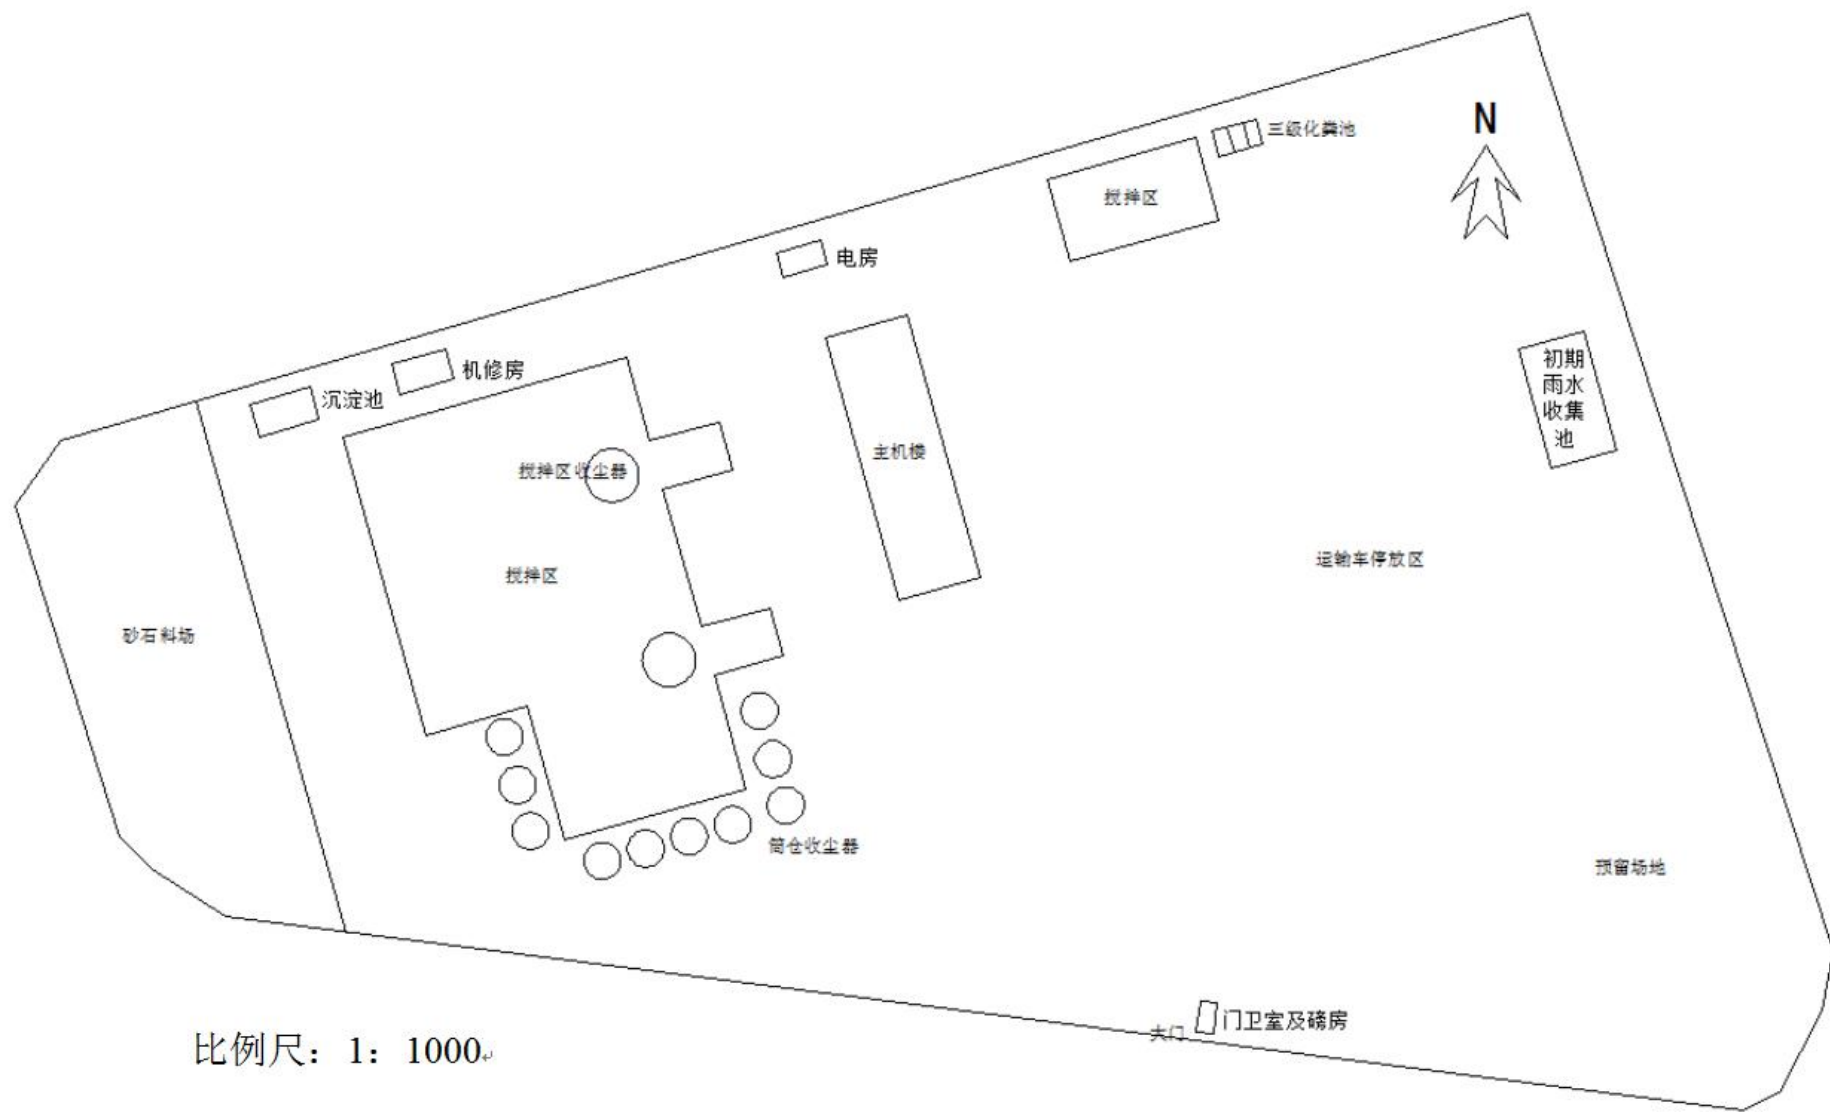 N
三级化粪池
搅拌区
电房
初期
雨水
收集
池
机修房
沉淀池
主机楼
搅拌区收尘器
运输车停放区
搅拌区
砂石料场
筒仓收尘器
预留场地
门卫室及磅房
大门
比例尺：1：1000